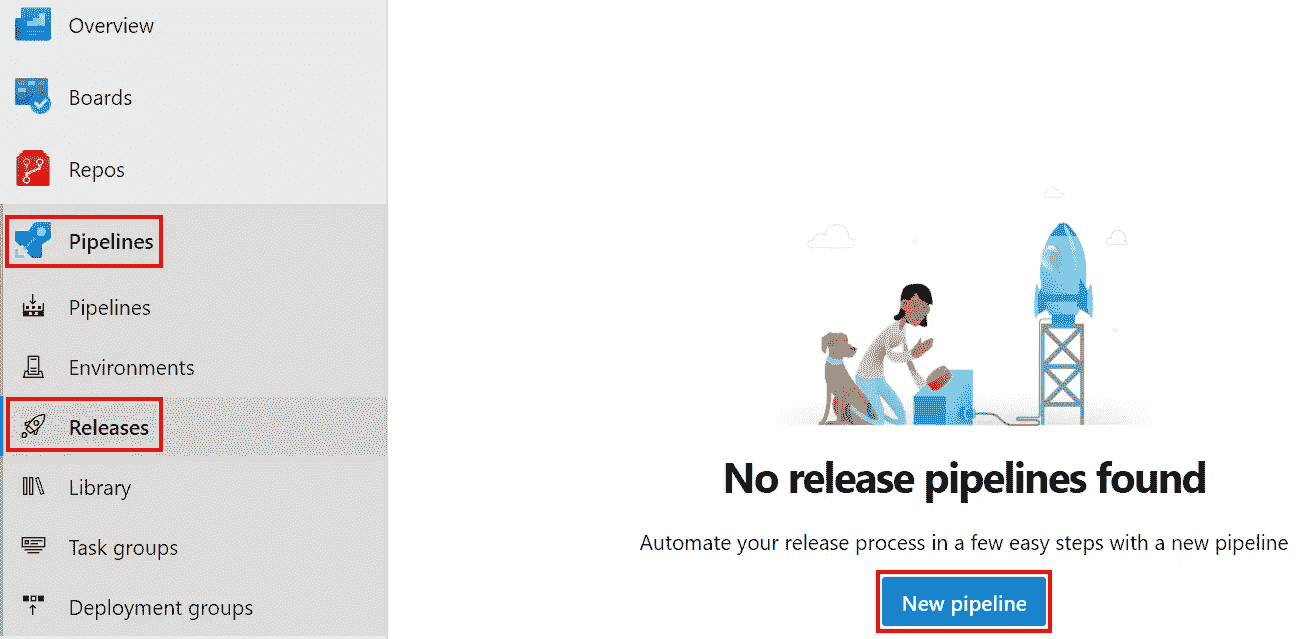 Overview
Boards
Repos
Pipelines
Pipelines
Environments
Releases
Library
Task groups
Deployment groups
No release pipelines found
Automate your release process in a few easy steps with a new pipeline
New pipeline